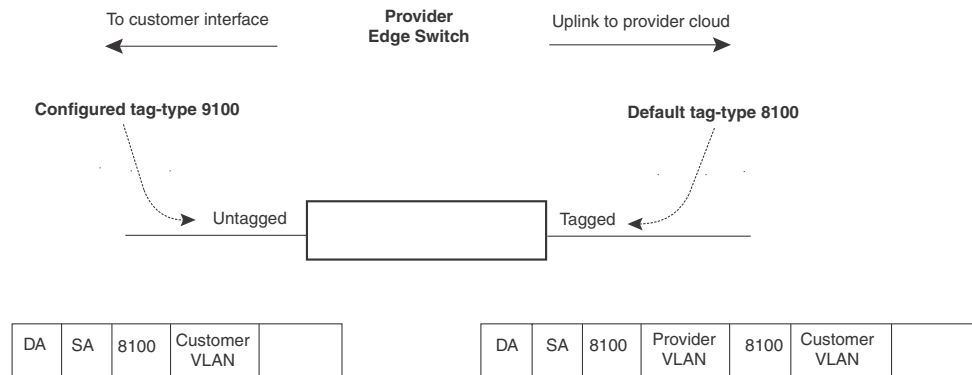 To customer interface
Provider
Edge Switch
Uplink to provider cloud
Configured tag-type 9100
Default tag-type 8100
Untagged
Tagged
DA SA 8100 Customer VLAN
DA SA 8100 Provider VLAN 8100 Customer VLAN